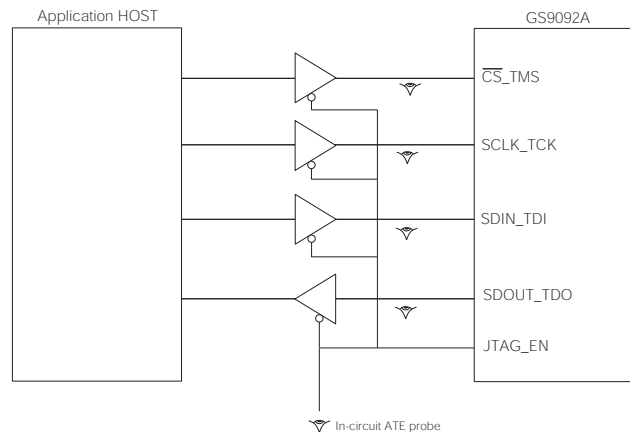 Application HOST
GS9092A
CS_TMS
SCLK_TCK
SDIN_TDI
SDOUT_TDO
JTAG_EN
In-circuit ATE probe